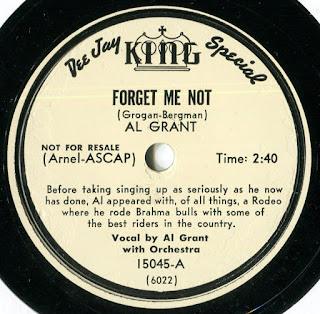 Dee Jay KING Special
FORGET ME NOT
(Grogan-Bergman)
AL GRANT
NOT FOR RESALE
(Arnel-ASCAP) Time: 2:40
Before taking singing up as seriously as he now
has done, Al appeared with, of all things, a Rodeo
where he rode Brahma bulls with some of
the best riders in the country.
Vocal by Al Grant
with Orchestra
15045-A
(6022)